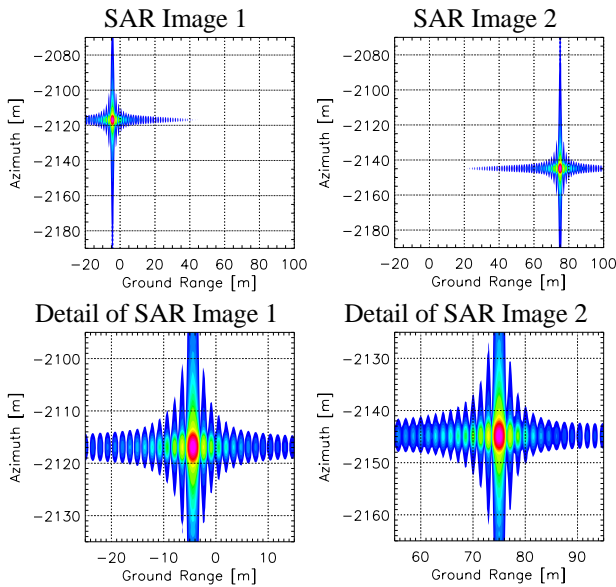 SAR Image 1
SAR Image 2
-2080
-2100
-2120
-2140
-2160
-2180
Azimuth [m]
-20 0 20 40 60 80 100
Ground Range [m]
-2080
-2100
-2120
-2140
-2160
-2180
Azimuth [m]
0 20 40 60 80 100
Ground Range [m]
Detail of SAR Image 1
Detail of SAR Image 2
-2100
-2110
-2120
-2130
Azimuth [m]
-20 -10 0 10
Ground Range [m]
-2130
-2140
-2150
-2160
Azimuth [m]
60 70 80 90
Ground Range [m]